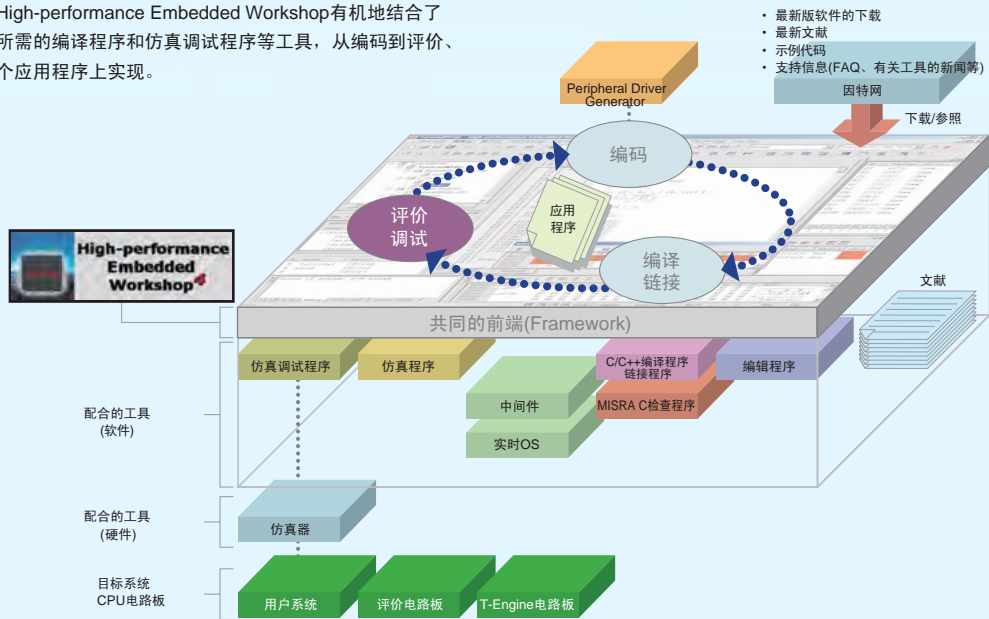 High-performance Embedded Workshop有机地结合了
所需的编译程序和仿真调试程序等工具，从编码到评价、
个应用程序上实现。
• 最新版软件的下载
• 最新文献
• 示例代码
• 支持信息(FAQ、有关工具的新闻等)
因特网
下载/参照
Peripheral Driver
Generator
编码
评价
调试
应用
程序
编译
链接
High-performance
Embedded
Workshop4
文献
共同的前端(Framework)
仿真调试程序
仿真程序
C/C++编译程序
链接程序
编辑程序
中间件
MISRA C检查程序
实时OS
配合的工具
(软件)
配合的工具
(硬件)
仿真器
目标系统
CPU电路板
用户系统
评价电路板
T-Engine电路板